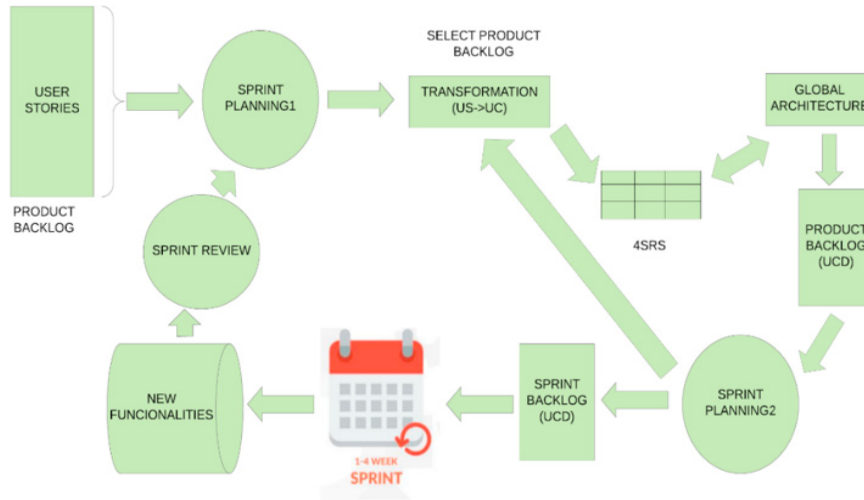 USER
STORIES
PRODUCT
BACKLOG
SPRINT
PLANNING1
SELECT PRODUCT
BACKLOG
TRANSFORMATION
(US->UC)
4SRS
GLOBAL
ARCHITECTURE
PRODUCT
BACKLOG
(UCD)
SPRINT
PLANNING2
SPRINT
BACKLOG
(UCD)
1-4 WEEK
SPRINT
NEW
FUNCIONALITIES
SPRINT REVIEW